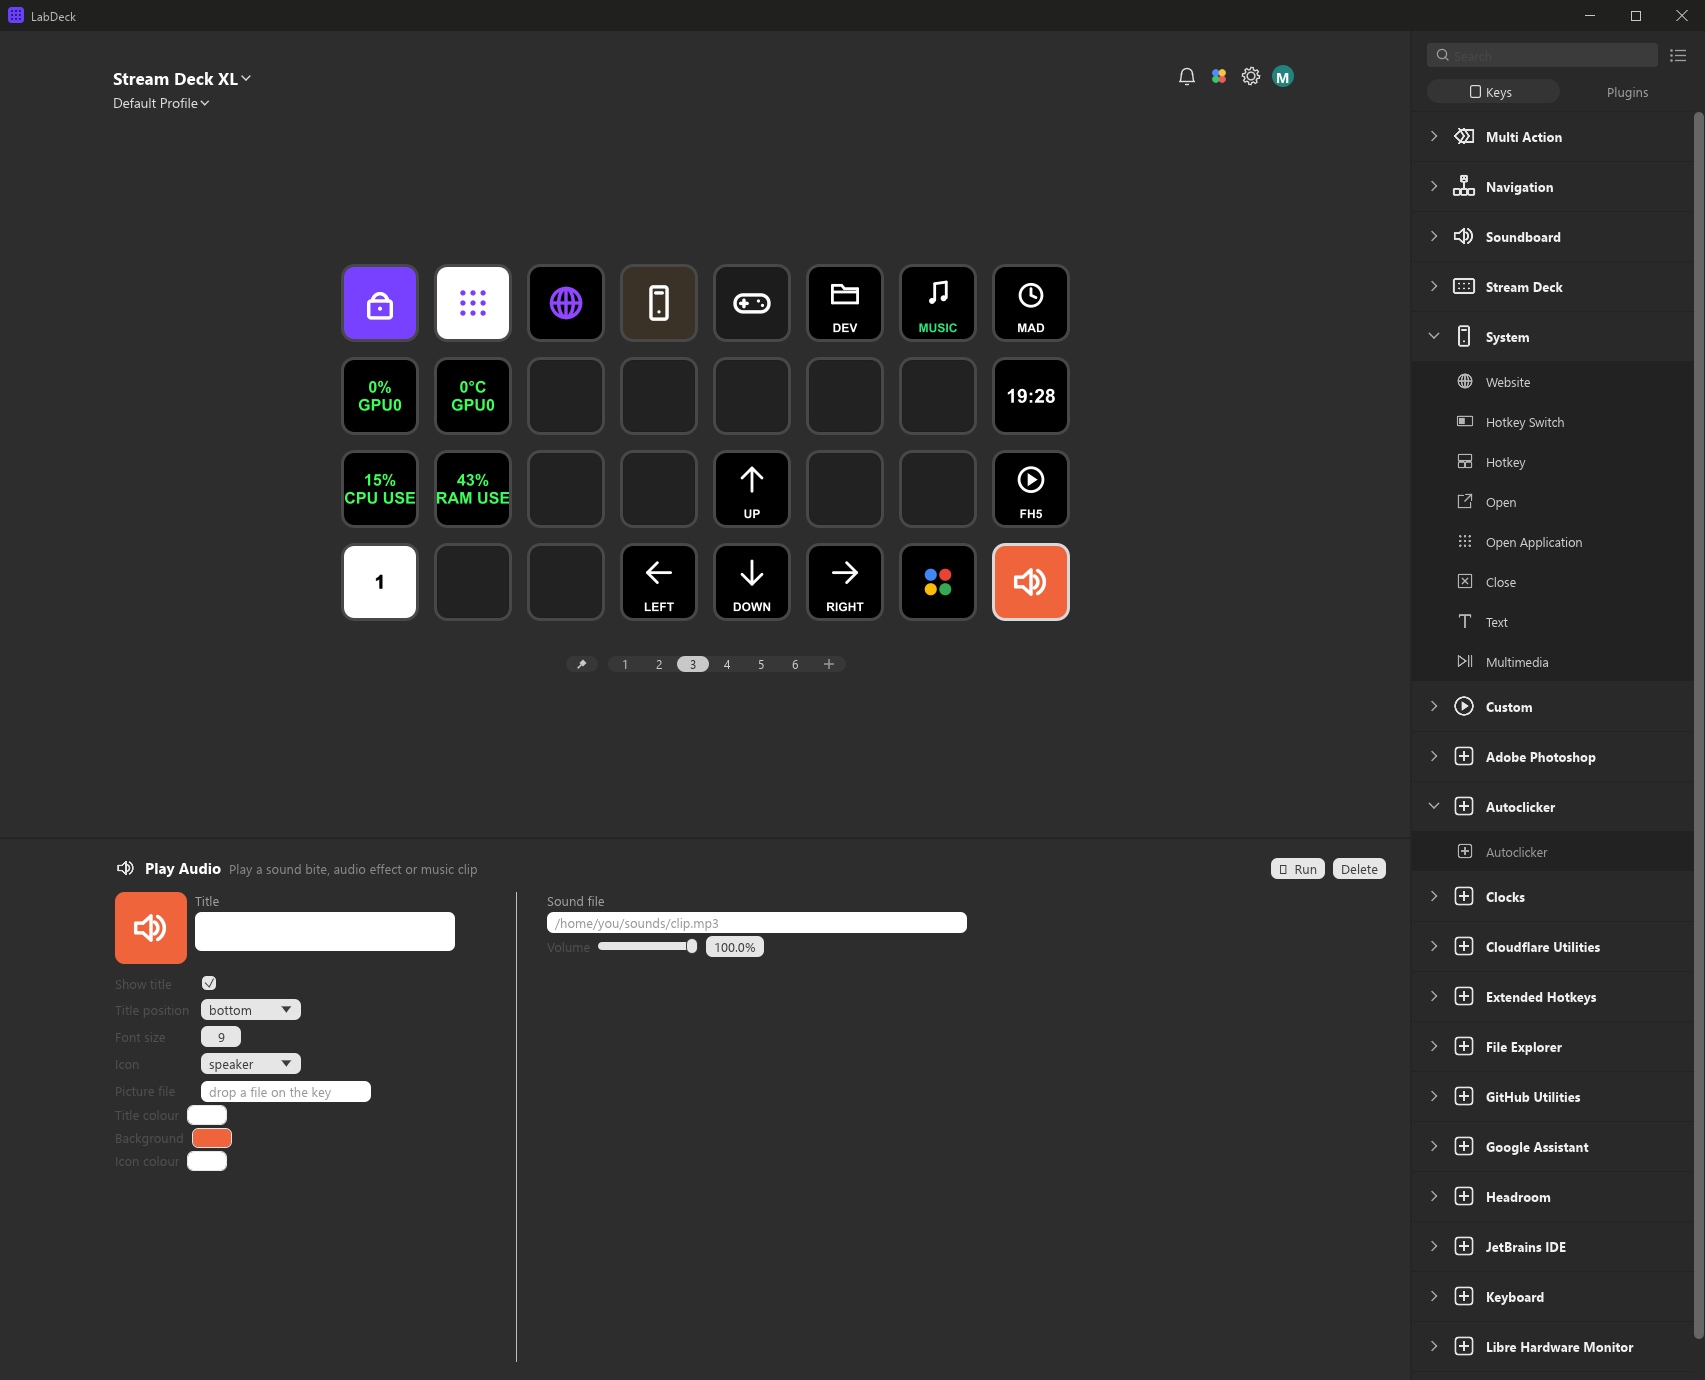 LabDeck
Stream Deck XL
Default Profile
M
Search
Keys
Plugins
Multi Action
Navigation
Soundboard
Stream Deck
System
Website
Hotkey Switch
Hotkey
Open
Open Application
Close
Text
Multimedia
Custom
Adobe Photoshop
Autoclicker
Autoclicker
Clocks
Cloudflare Utilities
Extended Hotkeys
File Explorer
GitHub Utilities
Google Assistant
Headroom
JetBrains IDE
Keyboard
Libre Hardware Monitor
DEV
MUSIC
MAD
0%
GPU0
0°C
GPU0
19:28
15%
CPU USE
43%
RAM USE
UP
FH5
1
LEFT
DOWN
RIGHT
1 2 3 4 5 6 +
Play Audio Play a sound bite, audio effect or music clip
Run
Delete
Title
Show title
Title position bottom
Font size 9
Icon speaker
Picture file drop a file on the key
Title colour
Background
Icon colour
Sound file
/home/you/sounds/clip.mp3
Volume 100.0%